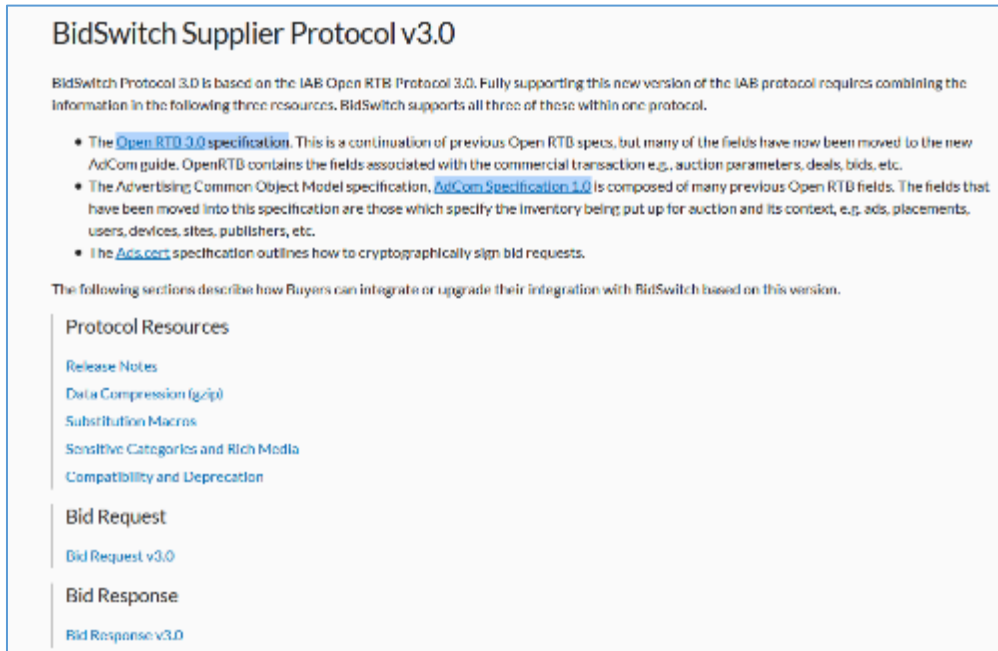 BidSwitch Supplier Protocol v3.0
BidSwitch Protocol 3.0 is based on the IAB Open RTB Protocol 3.0. Fully supporting this new version of the IAB protocol requires combining the
information in the following three resources. BidSwitch supports all three of these within one protocol.
• The Open RTB 3.0 specification. This is a continuation of previous Open RTB specs, but many of the fields have now been moved to the new
AdCom guide. OpenRTB contains the fields associated with the commercial transaction e.g., auction parameters, deals, bids, etc.
• The Advertising Common Object Model specification, AdCom Specification 1.0 is composed of many previous Open RTB fields. The fields that
have been moved into this specification are those which specify the inventory being put up for auction and its context, e.g. ads, placements,
users, devices, sites, publishers, etc.
• The Ads.cert specification outlines how to cryptographically sign bid requests.
The following sections describe how Buyers can integrate or upgrade their integration with BidSwitch based on this version.
Protocol Resources
Release Notes
Data Compression (gzip)
Substitution Macros
Sensitive Categories and Rich Media
Compatibility and Deprecation
Bid Request
Bid Request v3.0
Bid Response
Bid Response v3.0